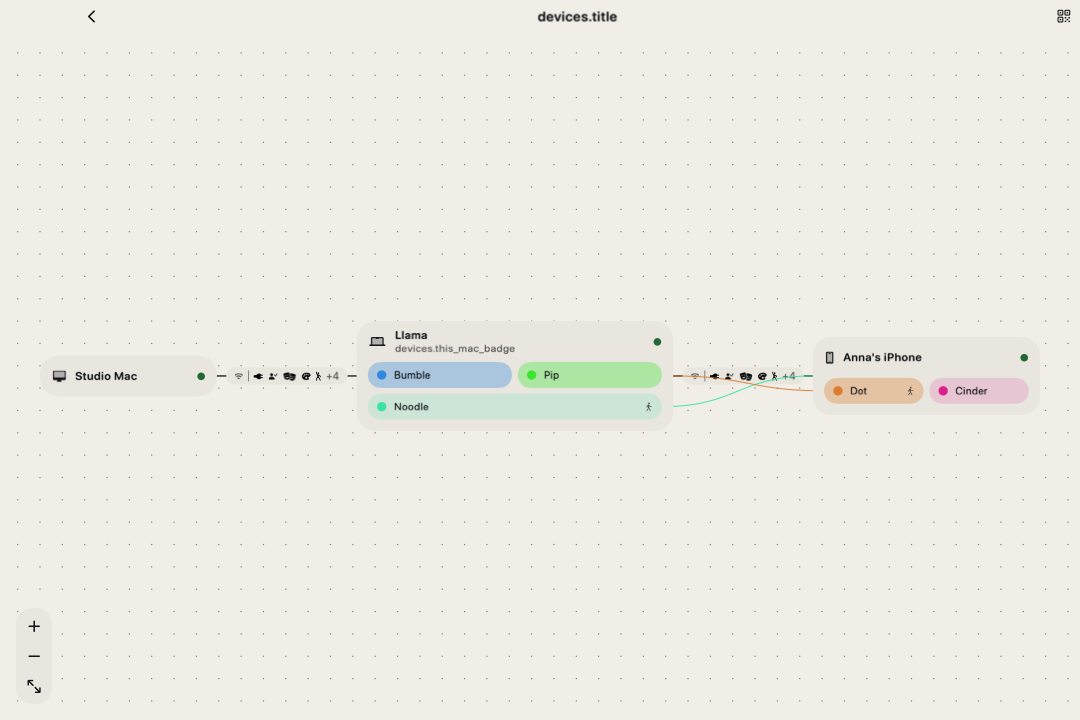 devices.title
Studio Mac
+4
Llama
devices.this_mac_badge
Bumble
Pip
Noodle
+4
Anna's iPhone
Dot
Cinder